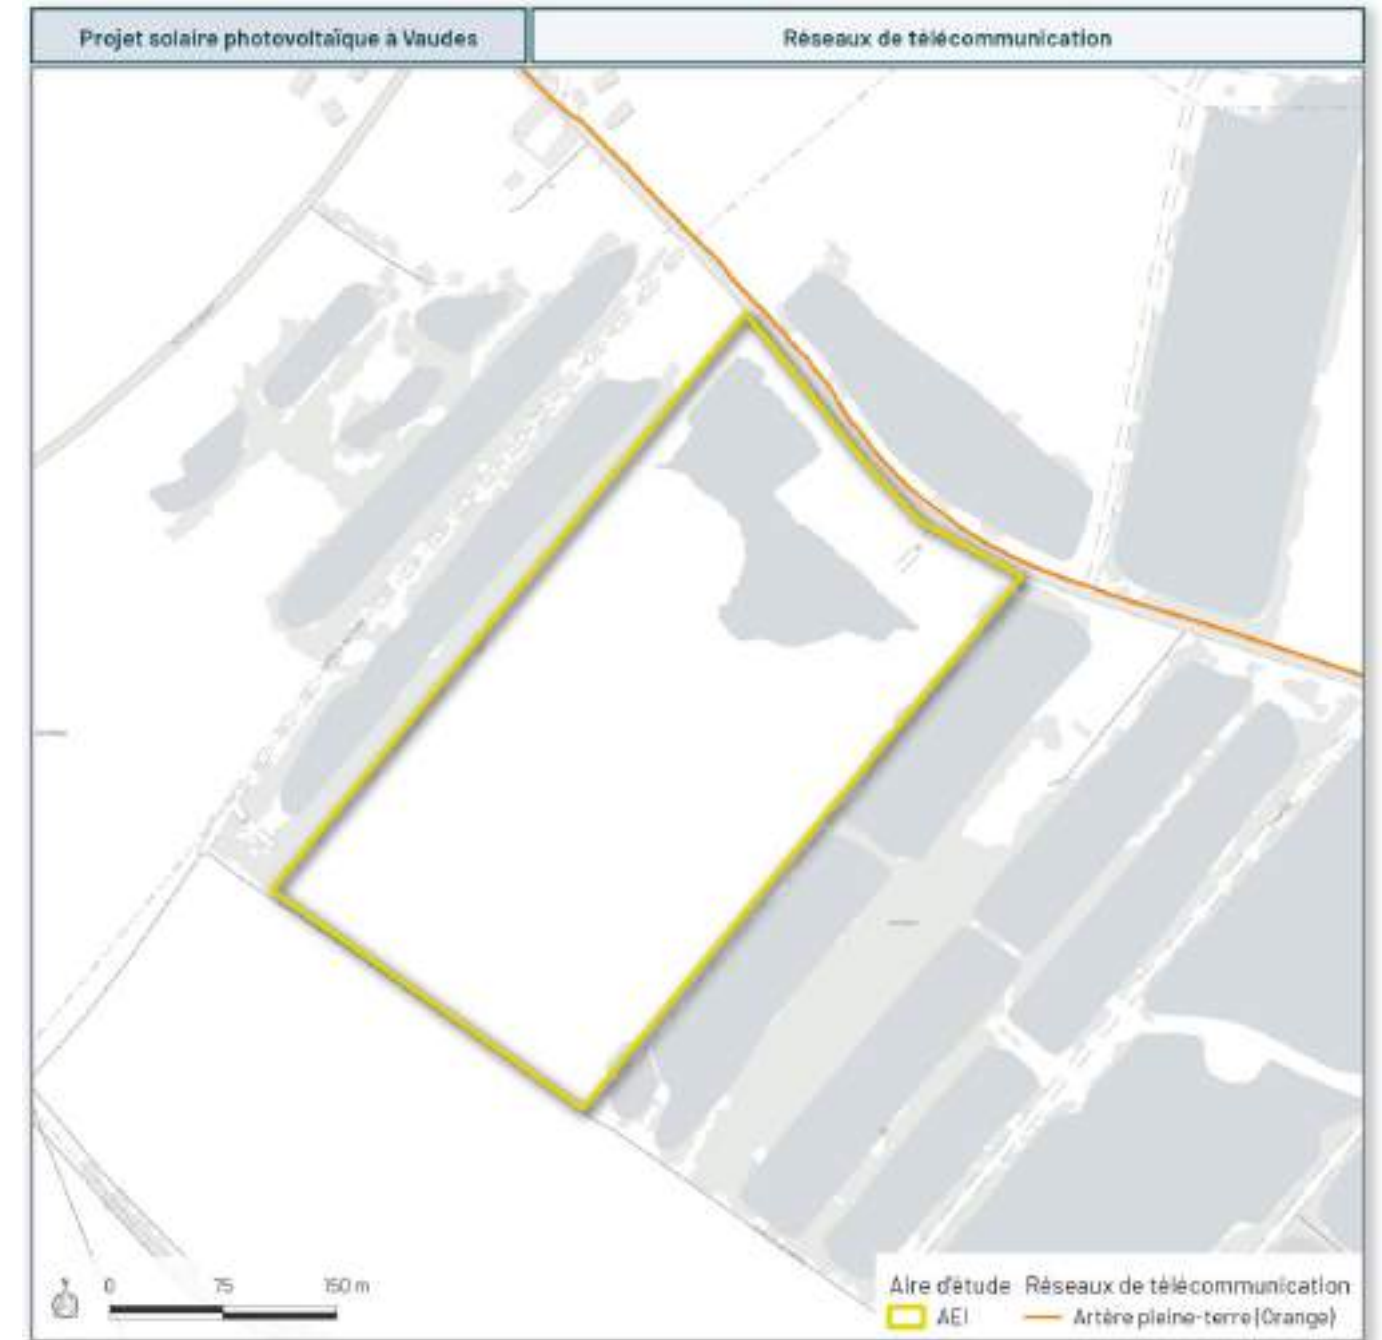 Projet solaire photovoltaïque à Vaudes
Réseaux de télécommunication
0 75 150 m
Aire d'étude Réseaux de télécommunication
AEI Artère pleine-terre (Orange)